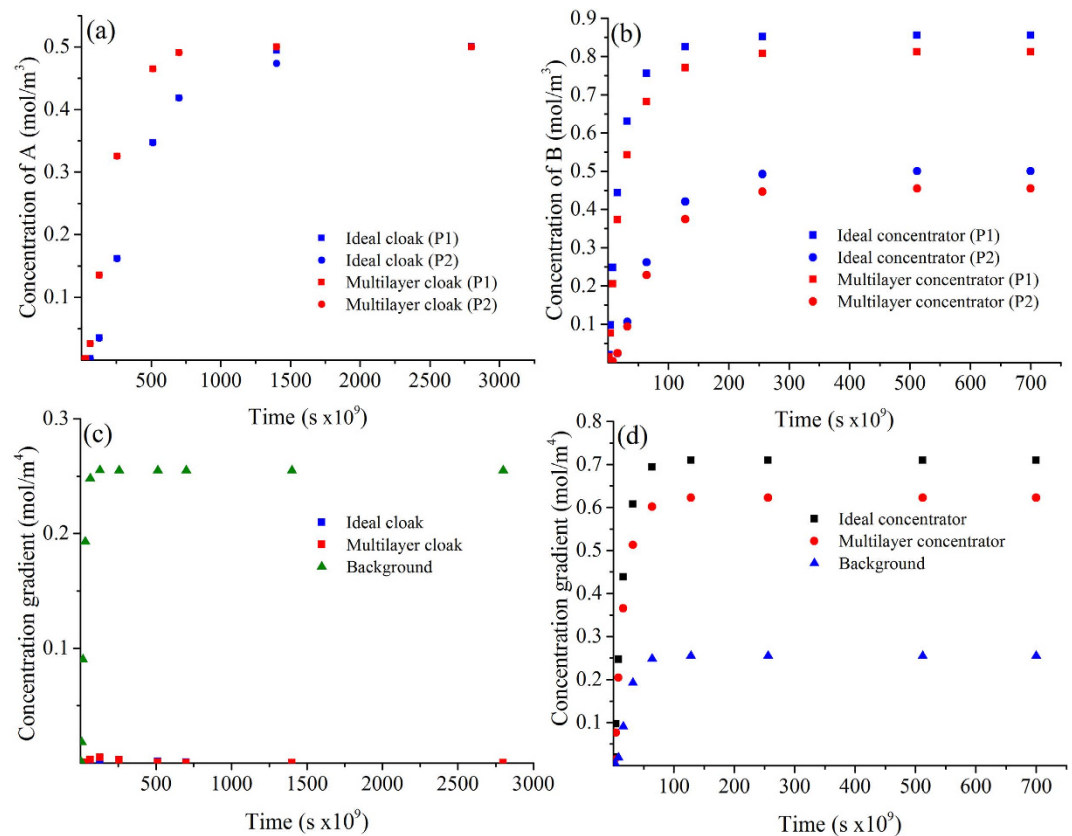 (a)
Concentration of A (mol/m³)
0.5
0.4
0.3
0.2
0.1
Ideal cloak (P1)
Ideal cloak (P2)
Multilayer cloak (P1)
Multilayer cloak (P2)
500 1000 1500 2000 2500 3000
Time (s x10⁹)
(b)
Concentration of B (mol/m³)
0.9
0.8
0.7
0.6
0.5
0.4
0.3
0.2
0.1
Ideal concentrator (P1)
Ideal concentrator (P2)
Multilayer concentrator (P1)
Multilayer concentrator (P2)
100 200 300 400 500 600 700
Time (s x10⁹)
(c)
Concentration gradient (mol/m⁴)
0.3
0.2
0.1
Ideal cloak
Multilayer cloak
Background
500 1000 1500 2000 2500 3000
Time (s x10⁹)
(d)
Concentration gradient (mol/m⁴)
0.8
0.7
0.6
0.5
0.4
0.3
0.2
0.1
Ideal concentrator
Multilayer concentrator
Background
100 200 300 400 500 600 700
Time (s x10⁹)